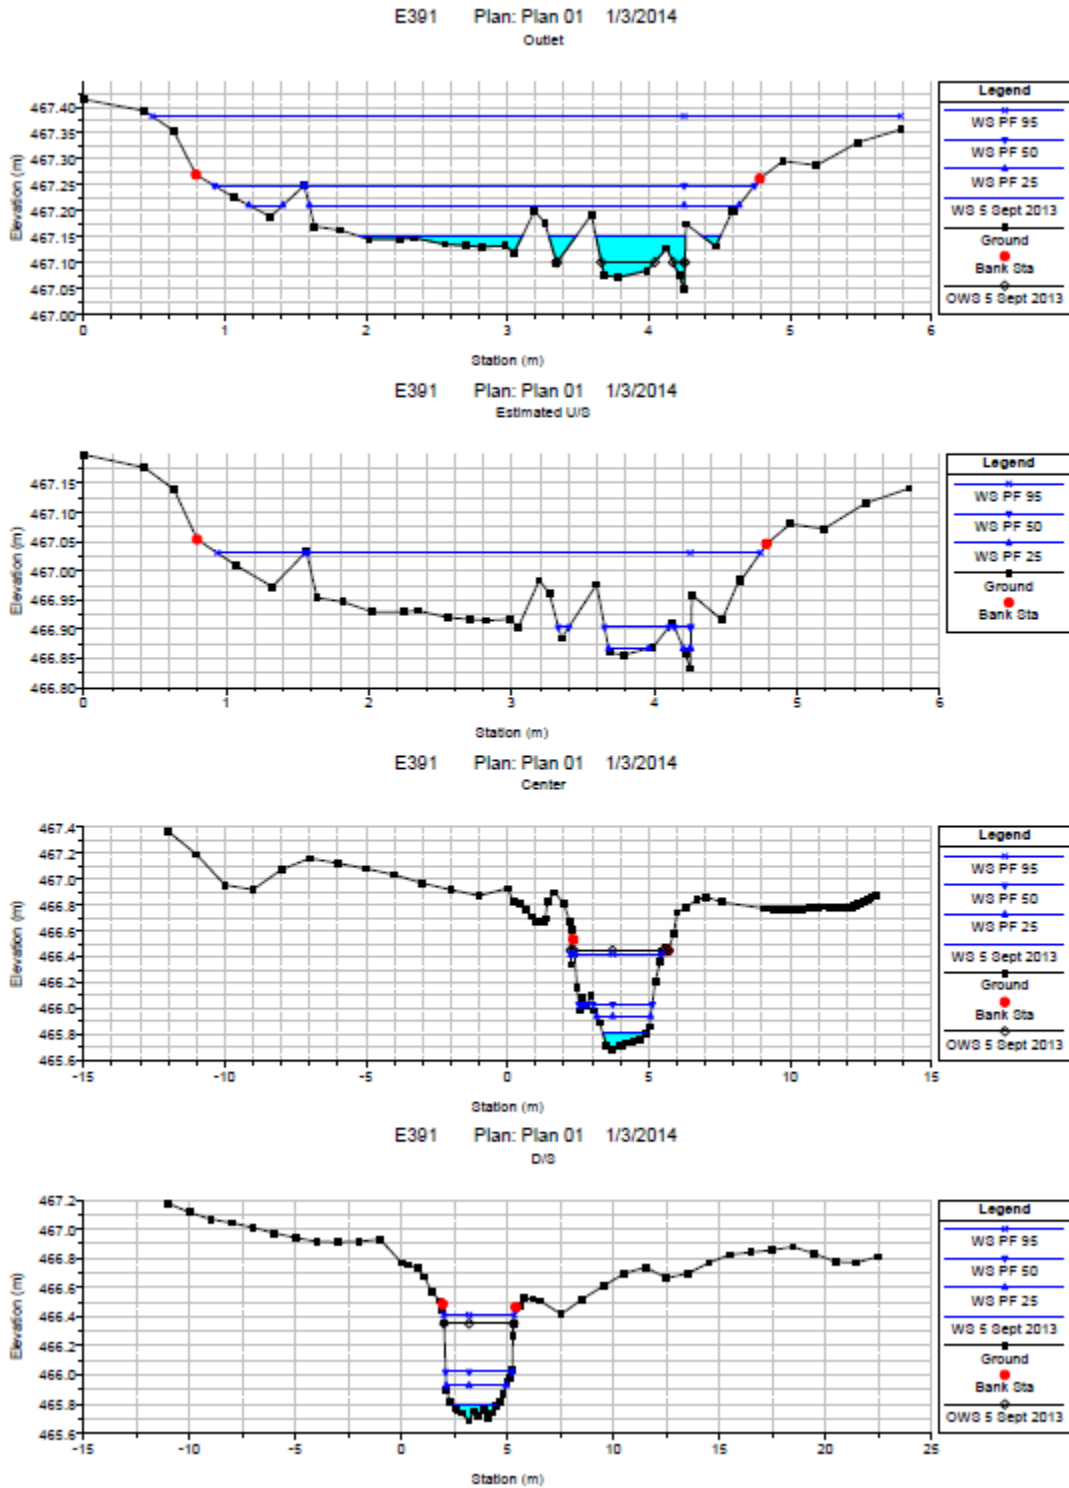 E391 Plan: Plan 01 1/3/2014
Outlet
467.40
467.35
467.30
467.25
467.20
467.15
467.10
467.05
467.00
Elevation (m)
0 1 2 3 4 5 6
Station (m)
Legend
WS PF 95
WS PF 50
WS PF 25
WS 5 Sept 2013
Ground
Bank Sta
OWS 5 Sept 2013
E391 Plan: Plan 01 1/3/2014
Estimated U/S
467.15
467.10
467.05
467.00
466.95
466.90
466.85
466.80
Elevation (m)
0 1 2 3 4 5 6
Station (m)
Legend
WS PF 95
WS PF 50
WS PF 25
Ground
Bank Sta
E391 Plan: Plan 01 1/3/2014
Center
467.4
467.2
467.0
466.8
466.6
466.4
466.2
466.0
465.8
465.6
Elevation (m)
-15 -10 -5 0 5 10 15
Station (m)
Legend
WS PF 95
WS PF 50
WS PF 25
WS 5 Sept 2013
Ground
Bank Sta
OWS 5 Sept 2013
E391 Plan: Plan 01 1/3/2014
D/S
467.2
467.0
466.8
466.6
466.4
466.2
466.0
465.8
465.6
Elevation (m)
-15 -10 -5 0 5 10 15 20 25
Station (m)
Legend
WS PF 95
WS PF 50
WS PF 25
WS 5 Sept 2013
Ground
Bank Sta
OWS 5 Sept 2013